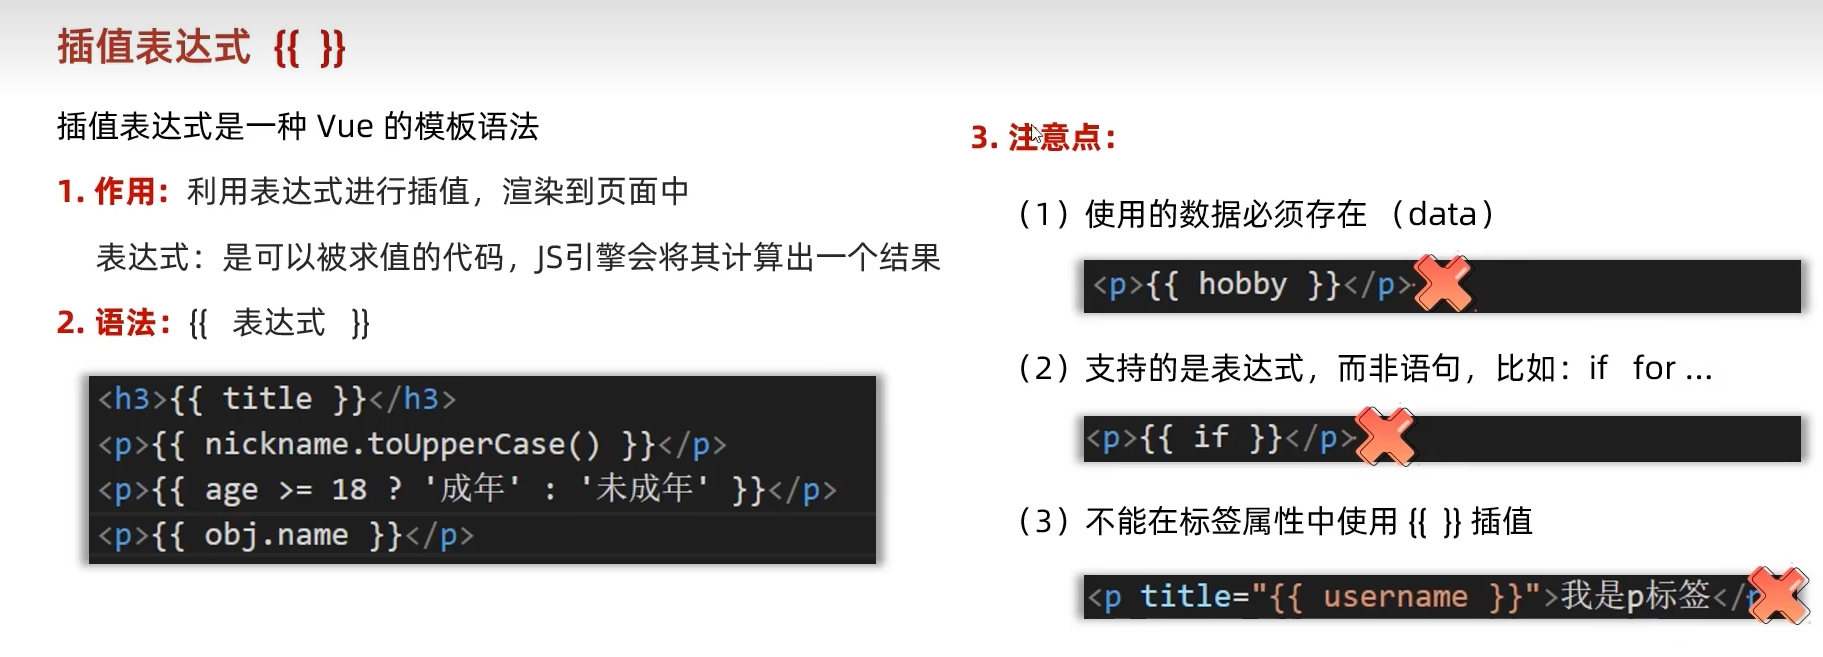 插值表达式 {{ }}
插值表达式是一种 Vue 的模板语法
1. 作用：利用表达式进行插值，渲染到页面中
表达式：是可以被求值的代码，JS引擎会将其计算出一个结果
2. 语法：{{ 表达式 }}
<h3>{{ title }}</h3>
<p>{{ nickname.toUpperCase() }}</p>
<p>{{ age >= 18 ? '成年' : '未成年' }}</p>
<p>{{ obj.name }}</p>
3. 注意点：
（1）使用的数据必须存在 （data）
<p>{{ hobby }}</p>
（2）支持的是表达式，而非语句，比如：if for ...
<p>{{ if }}</p>
（3）不能在标签属性中使用 {{ }} 插值
<p title="{{ username }}">我是p标签</p